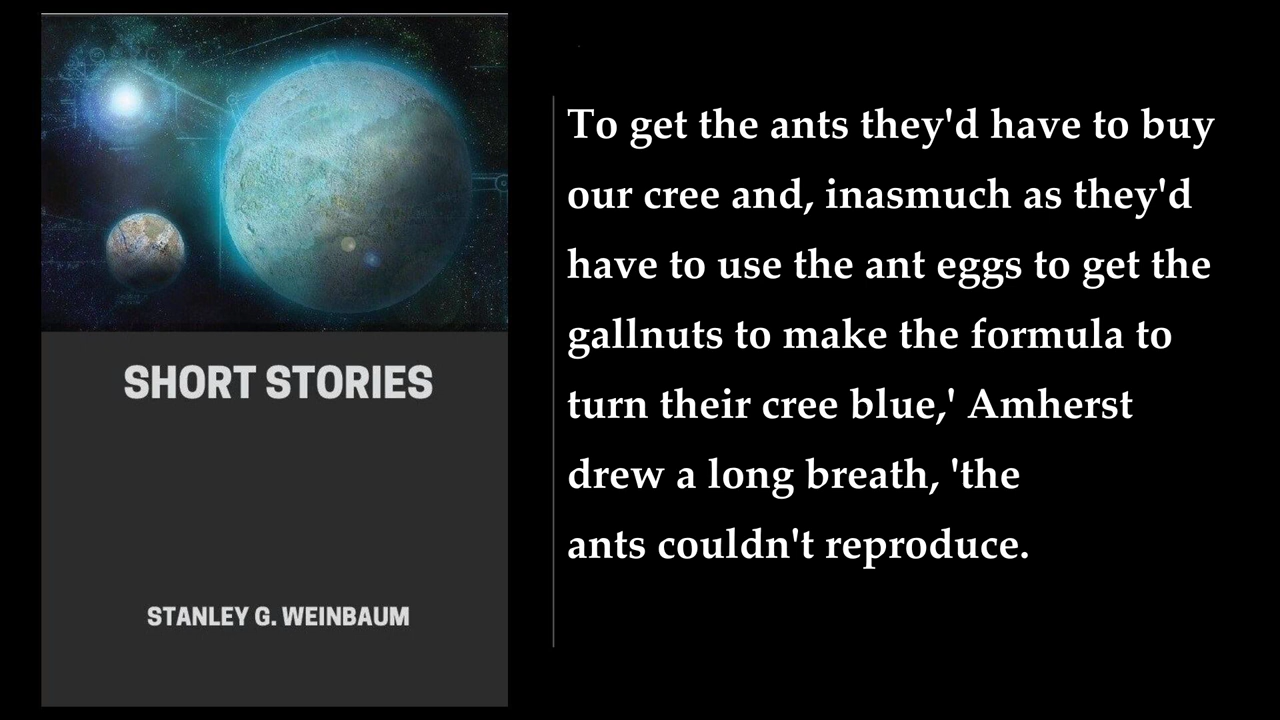 SHORT STORIES
STANLEY G. WEINBAUM
To get the ants they'd have to buy
our cree and, inasmuch as they'd
have to use the ant eggs to get the
gallnuts to make the formula to
turn their cree blue,' Amherst
drew a long breath, 'the
ants couldn't reproduce.